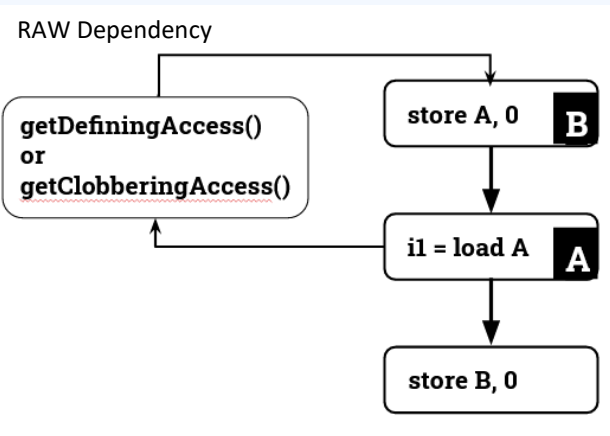 RAW Dependency
getDefiningAccess()
or
getClobberingAccess()
store A, 0
B
i1 = load A
A
store B, 0